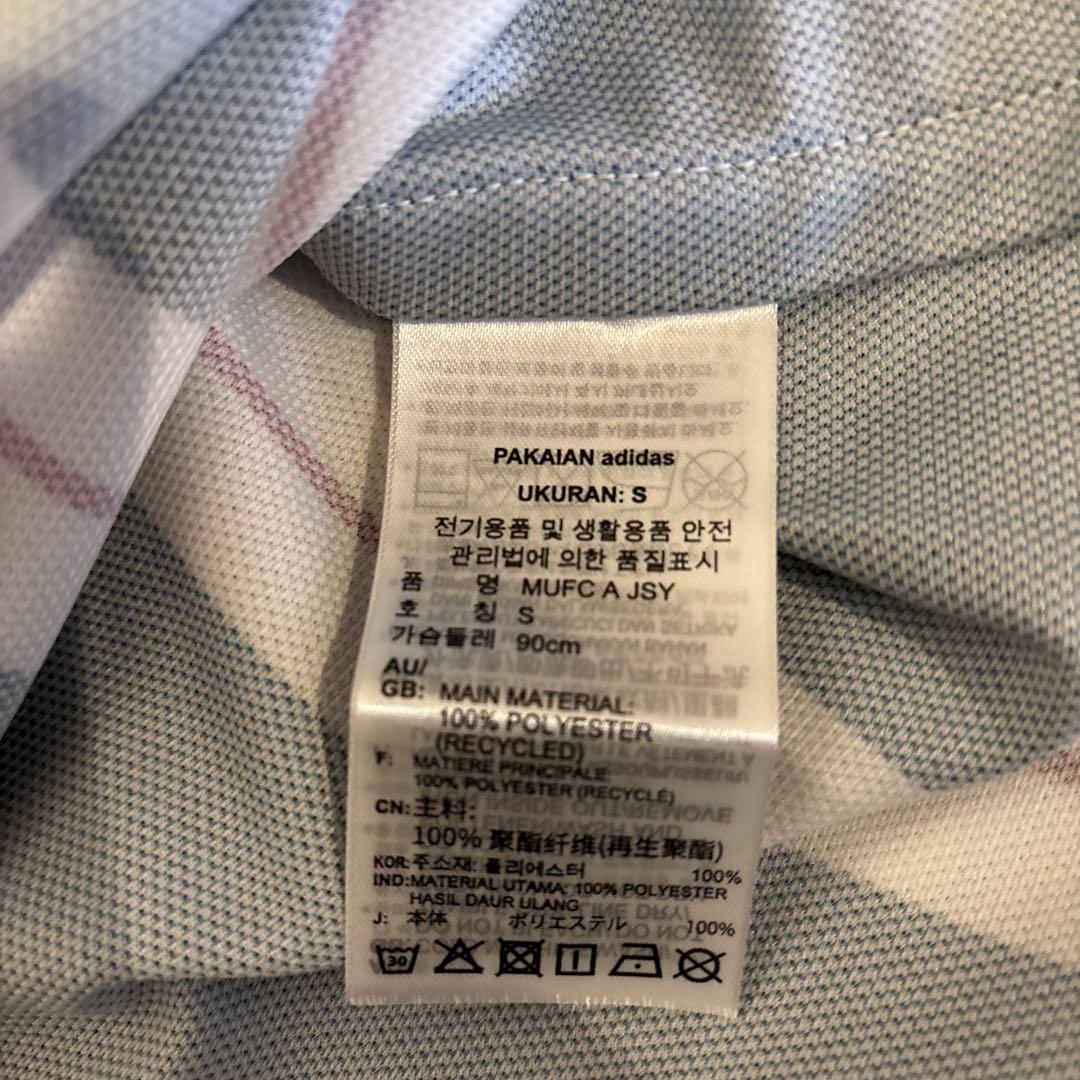 PAKAIAN adidas
UKURAN: S
전기용품 및 생활용품 안전
관리법에 의한 품질표시
품 명 MUFC A JSY
호 칭 S
가슴둘레 90cm
AU/
GB: MAIN MATERIAL:
100% POLYESTER
(RECYCLED)
F: MATIERE PRINCIPALE:
100% POLYESTER (RECYCLÉ)
CN: 主料:
100% 聚酯纤维(再生聚酯)
KOR: 주소재: 폴리에스터 100%
IND: MATERIAL UTAMA: 100% POLYESTER
HASIL DAUR ULANG
J: 本体 ポリエステル 100%
30